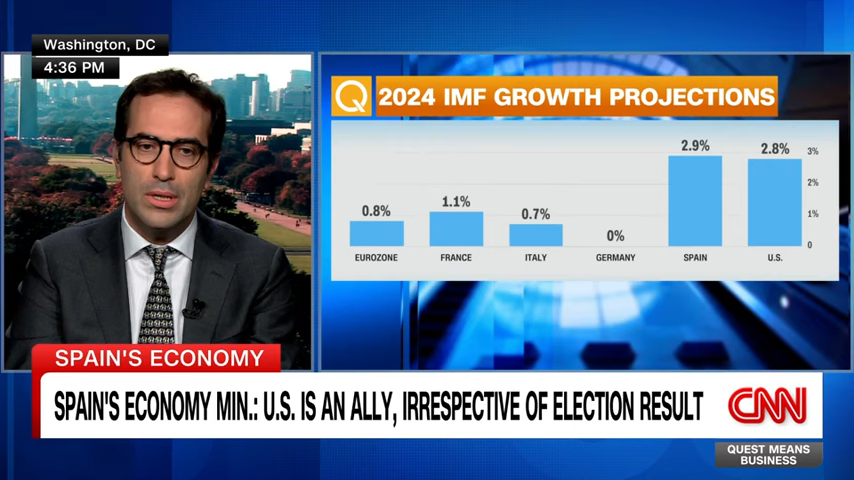 Washington, DC
4:36 PM
Q 2024 IMF GROWTH PROJECTIONS
0.8% 1.1% 0.7% 0% 2.9% 2.8%
3%
2%
1%
0
EUROZONE FRANCE ITALY GERMANY SPAIN U.S.
SPAIN'S ECONOMY
SPAIN'S ECONOMY MIN.: U.S. IS AN ALLY, IRRESPECTIVE OF ELECTION RESULT
CNN
QUEST MEANS
BUSINESS